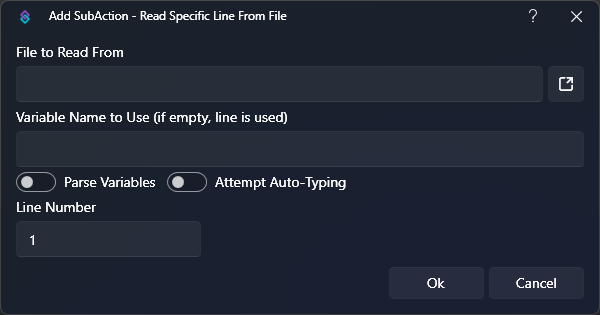 Add SubAction - Read Specific Line From File
File to Read From
Variable Name to Use (if empty, line is used)
Parse Variables Attempt Auto-Typing
Line Number
1
Ok Cancel